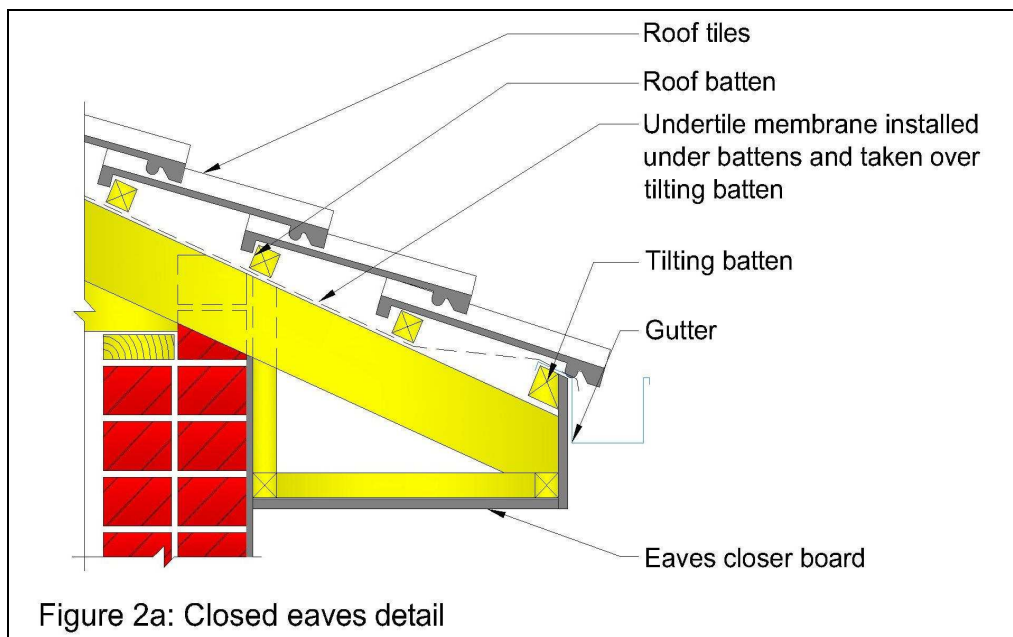 Roof tiles
Roof batten
Undertile membrane installed
under battens and taken over
tilting batten
Tilting batten
Gutter
Eaves closer board
Figure 2a: Closed eaves detail